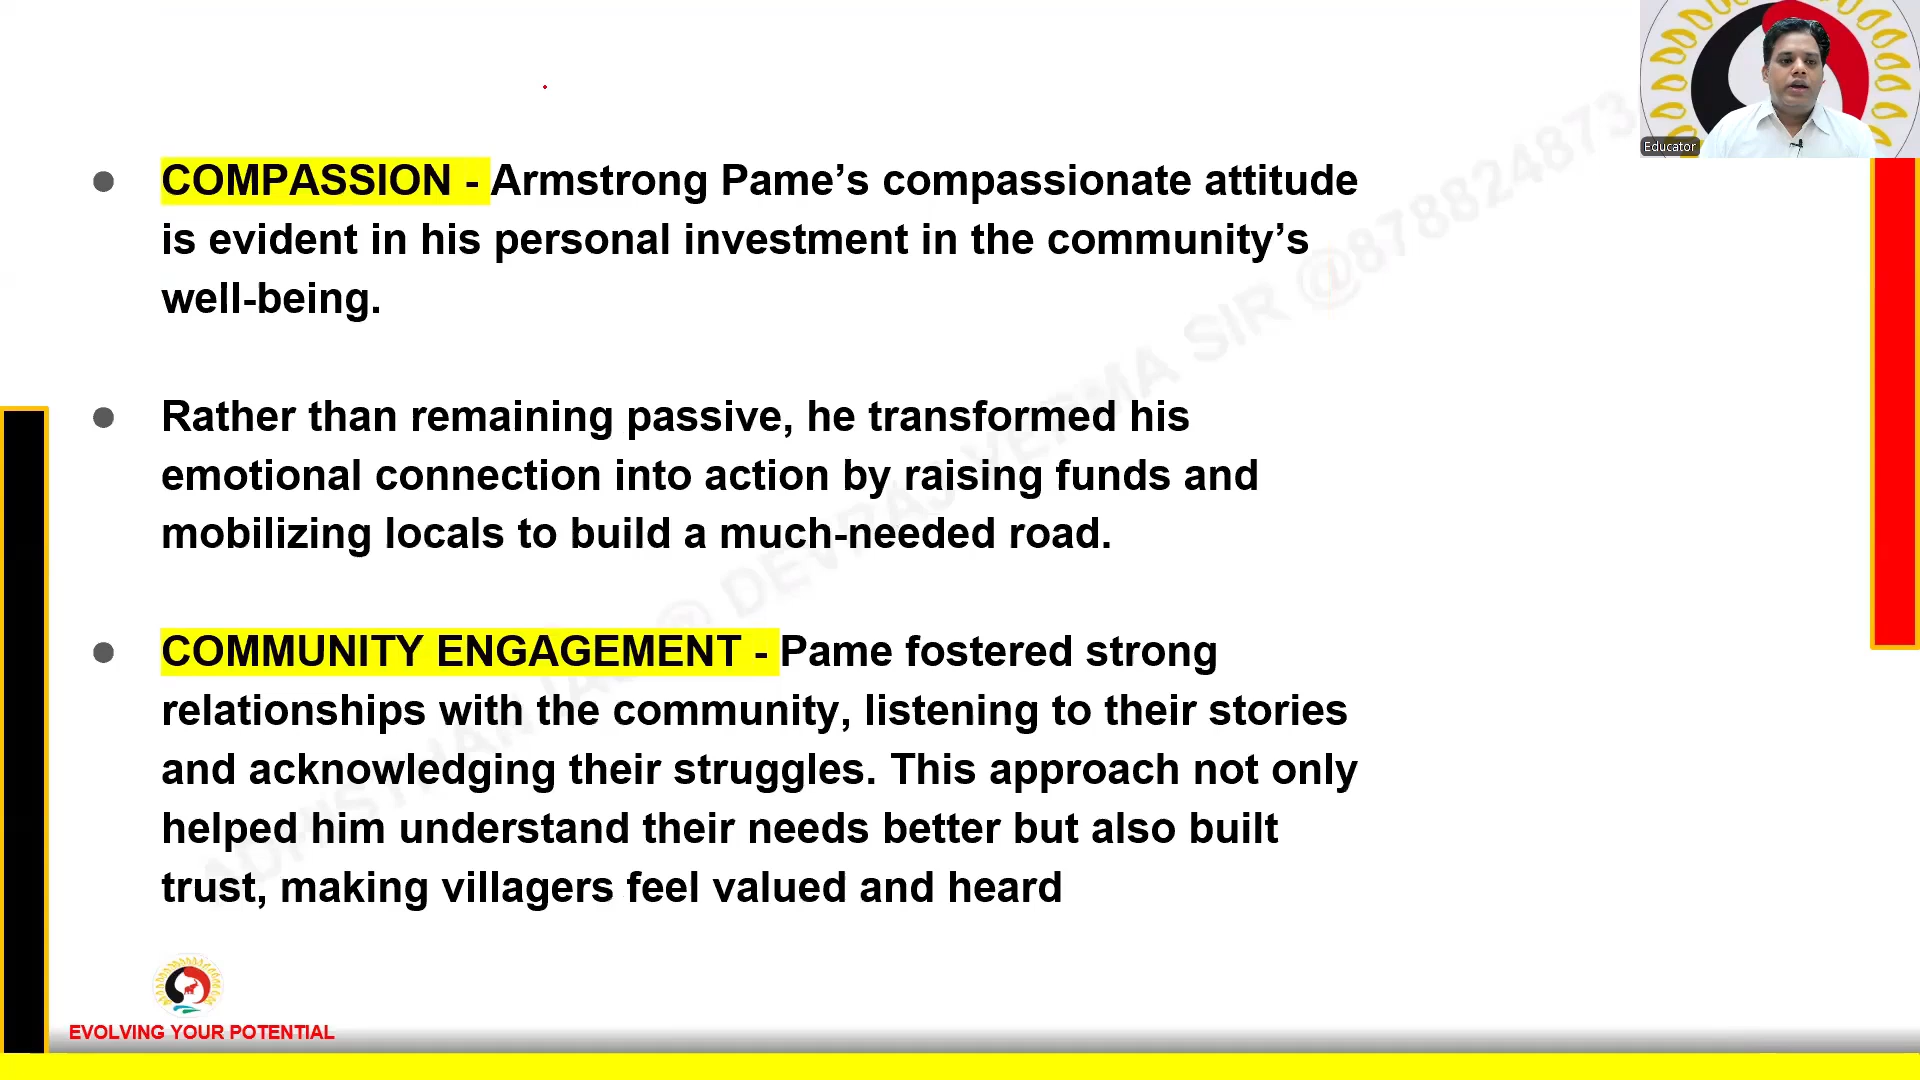 Educator
COMPASSION - Armstrong Pame’s compassionate attitude
is evident in his personal investment in the community’s
well-being.
Rather than remaining passive, he transformed his
emotional connection into action by raising funds and
mobilizing locals to build a much-needed road.
COMMUNITY ENGAGEMENT - Pame fostered strong
relationships with the community, listening to their stories
and acknowledging their struggles. This approach not only
helped him understand their needs better but also built
trust, making villagers feel valued and heard
@ DEVRAJ VERMA SIR @878824873
EVOLVING YOUR POTENTIAL